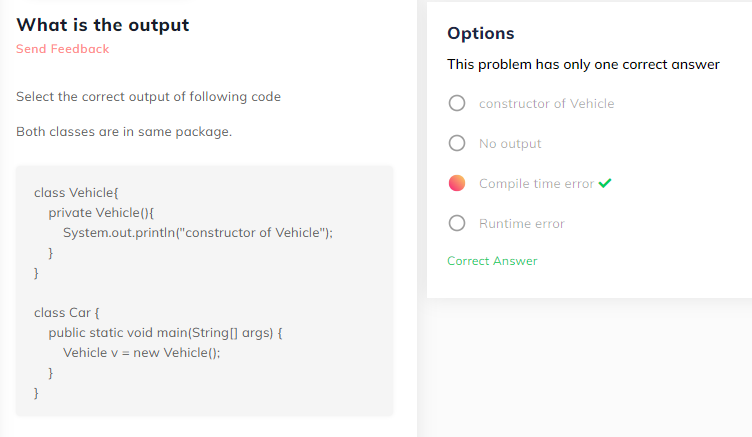 What is the output
Send Feedback
Select the correct output of following code
Both classes are in same package.
class Vehicle{
    private Vehicle(){
        System.out.println("constructor of Vehicle");
    }
}
class Car {
    public static void main(String[] args) {
        Vehicle v = new Vehicle();
    }
}
Options
This problem has only one correct answer
constructor of Vehicle
No output
Compile time error
Runtime error
Correct Answer